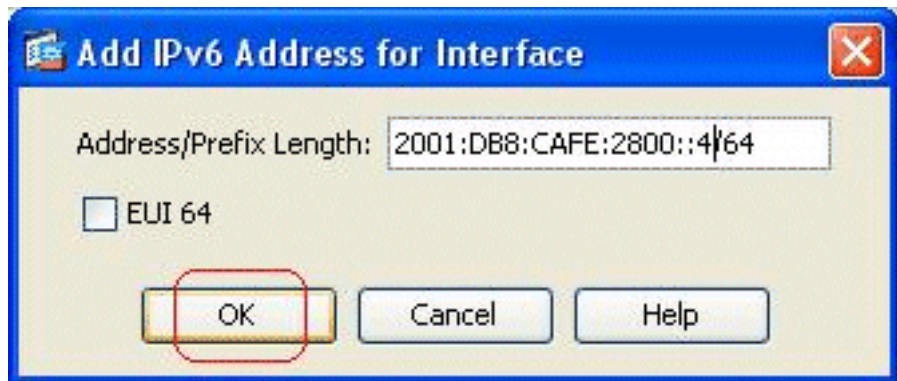 Add IPv6 Address for Interface
Address/Prefix Length: 2001:DB8:CAFE:2800::4/64
EUI 64
OK Cancel Help